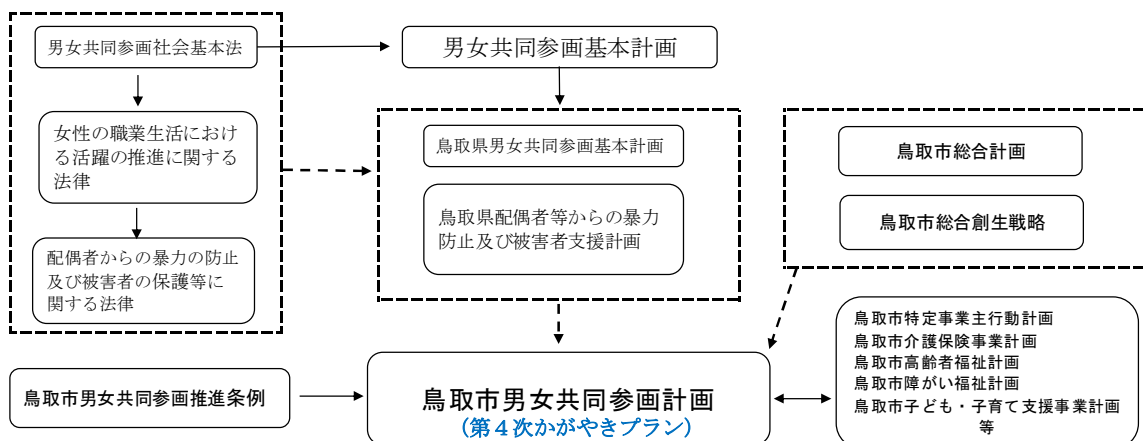 男女共同参画社会基本法
男女共同参画基本計画
女性の職業生活におけ
る活躍の推進に関する
法律
配偶者からの暴力の防止
及び被害者の保護等に
関する法律
鳥取県男女共同参画基本計画
鳥取県配偶者等からの暴力
防止及び被害者支援計画
鳥取市総合計画
鳥取市総合創生戦略
鳥取市男女共同参画推進条例
鳥取市男女共同参画計画
(第４次かがやきプラン)
鳥取市特定事業主行動計画
鳥取市介護保険事業計画
鳥取市高齢者福祉計画
鳥取市障がい福祉計画
鳥取市子ども・子育て支援事業計画
等